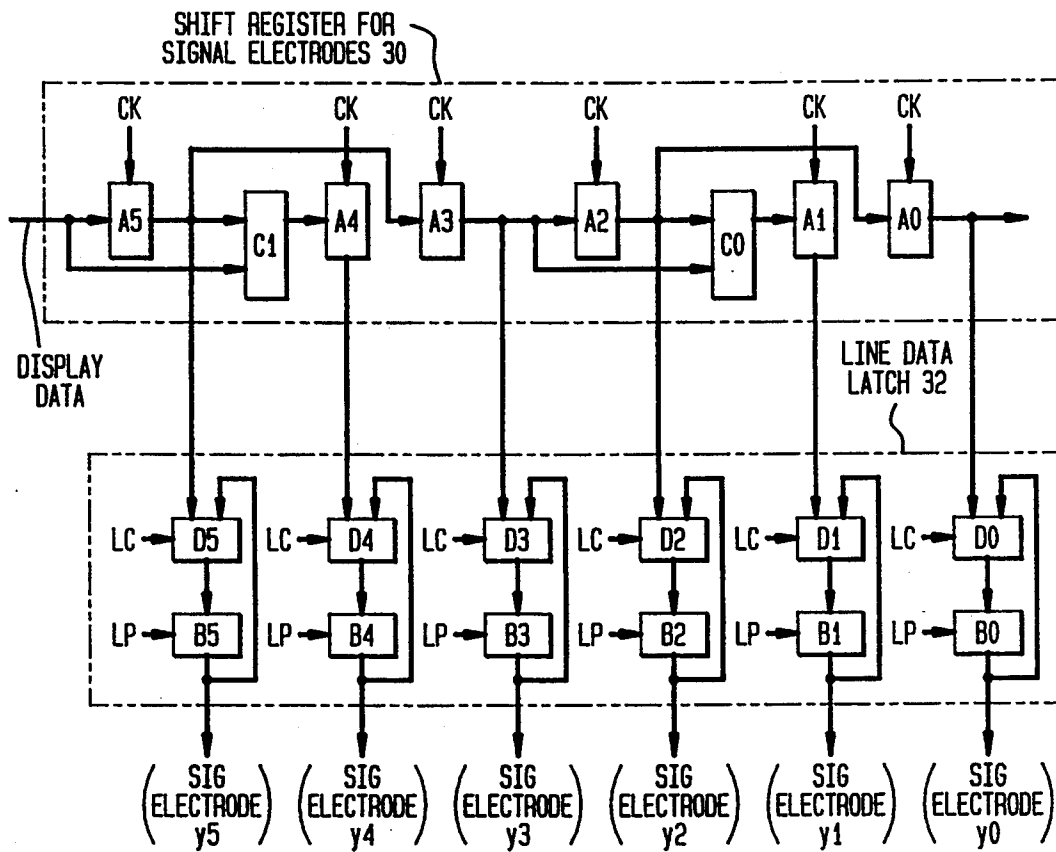 SHIFT REGISTER FOR
SIGNAL ELECTRODES 30
CK CK CK CK CK CK
A5 C1 A4 A3 A2 C0 A1 A0
DISPLAY
DATA
LINE DATA
LATCH 32
LC D5 LC D4 LC D3 LC D2 LC D1 LC D0
LP B5 LP B4 LP B3 LP B2 LP B1 LP B0
(SIG ELECTRODE y5)
(SIG ELECTRODE y4)
(SIG ELECTRODE y3)
(SIG ELECTRODE y2)
(SIG ELECTRODE y1)
(SIG ELECTRODE y0)